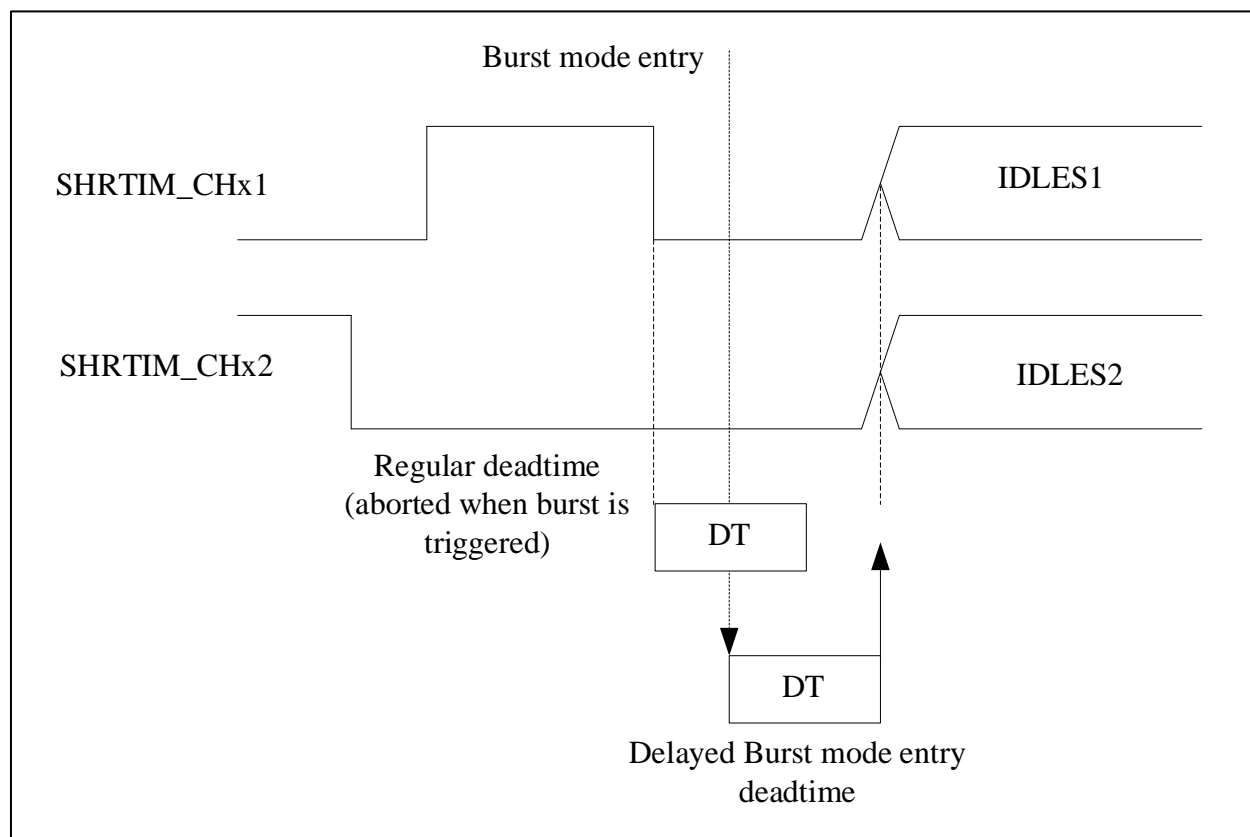 Burst mode entry
SHRTIM_CHx1
IDLES1
SHRTIM_CHx2
IDLES2
Regular deadtime
(aborted when burst is
triggered)
DT
DT
Delayed Burst mode entry
deadtime